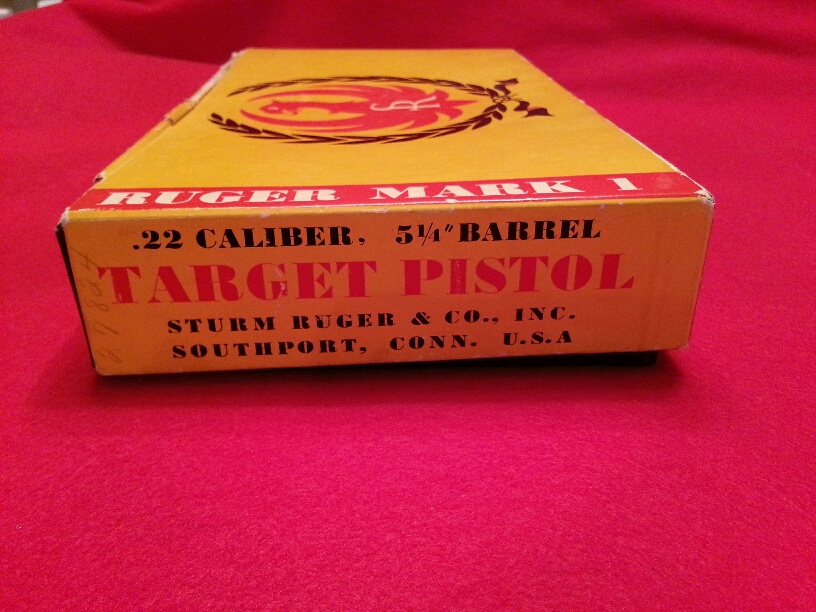 RUGER MARK 1
.22 CALIBER, 5¼" BARREL
TARGET PISTOL
STURM RUGER & CO., INC.
SOUTHPORT, CONN. U.S.A